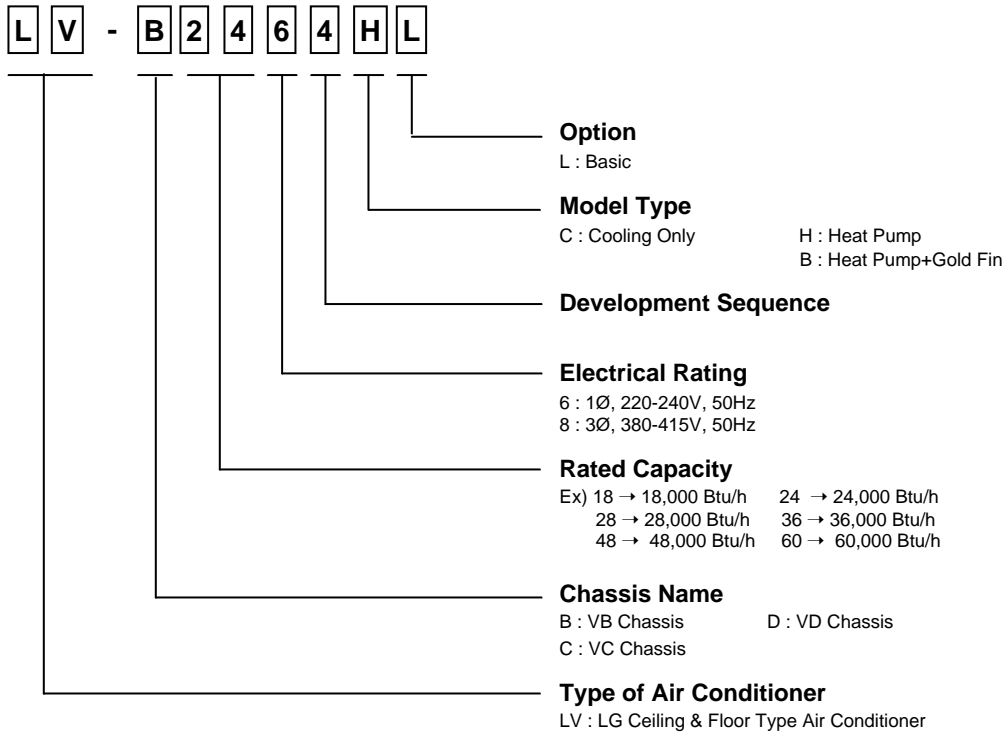 L V - B 2 4 6 4 H L
Option
L : Basic
Model Type
C : Cooling Only H : Heat Pump
B : Heat Pump+Gold Fin
Development Sequence
Electrical Rating
6 : 1Ø, 220-240V, 50Hz
8 : 3Ø, 380-415V, 50Hz
Rated Capacity
Ex) 18 → 18,000 Btu/h 24 → 24,000 Btu/h
28 → 28,000 Btu/h 36 → 36,000 Btu/h
48 → 48,000 Btu/h 60 → 60,000 Btu/h
Chassis Name
B : VB Chassis D : VD Chassis
C : VC Chassis
Type of Air Conditioner
LV : LG Ceiling & Floor Type Air Conditioner